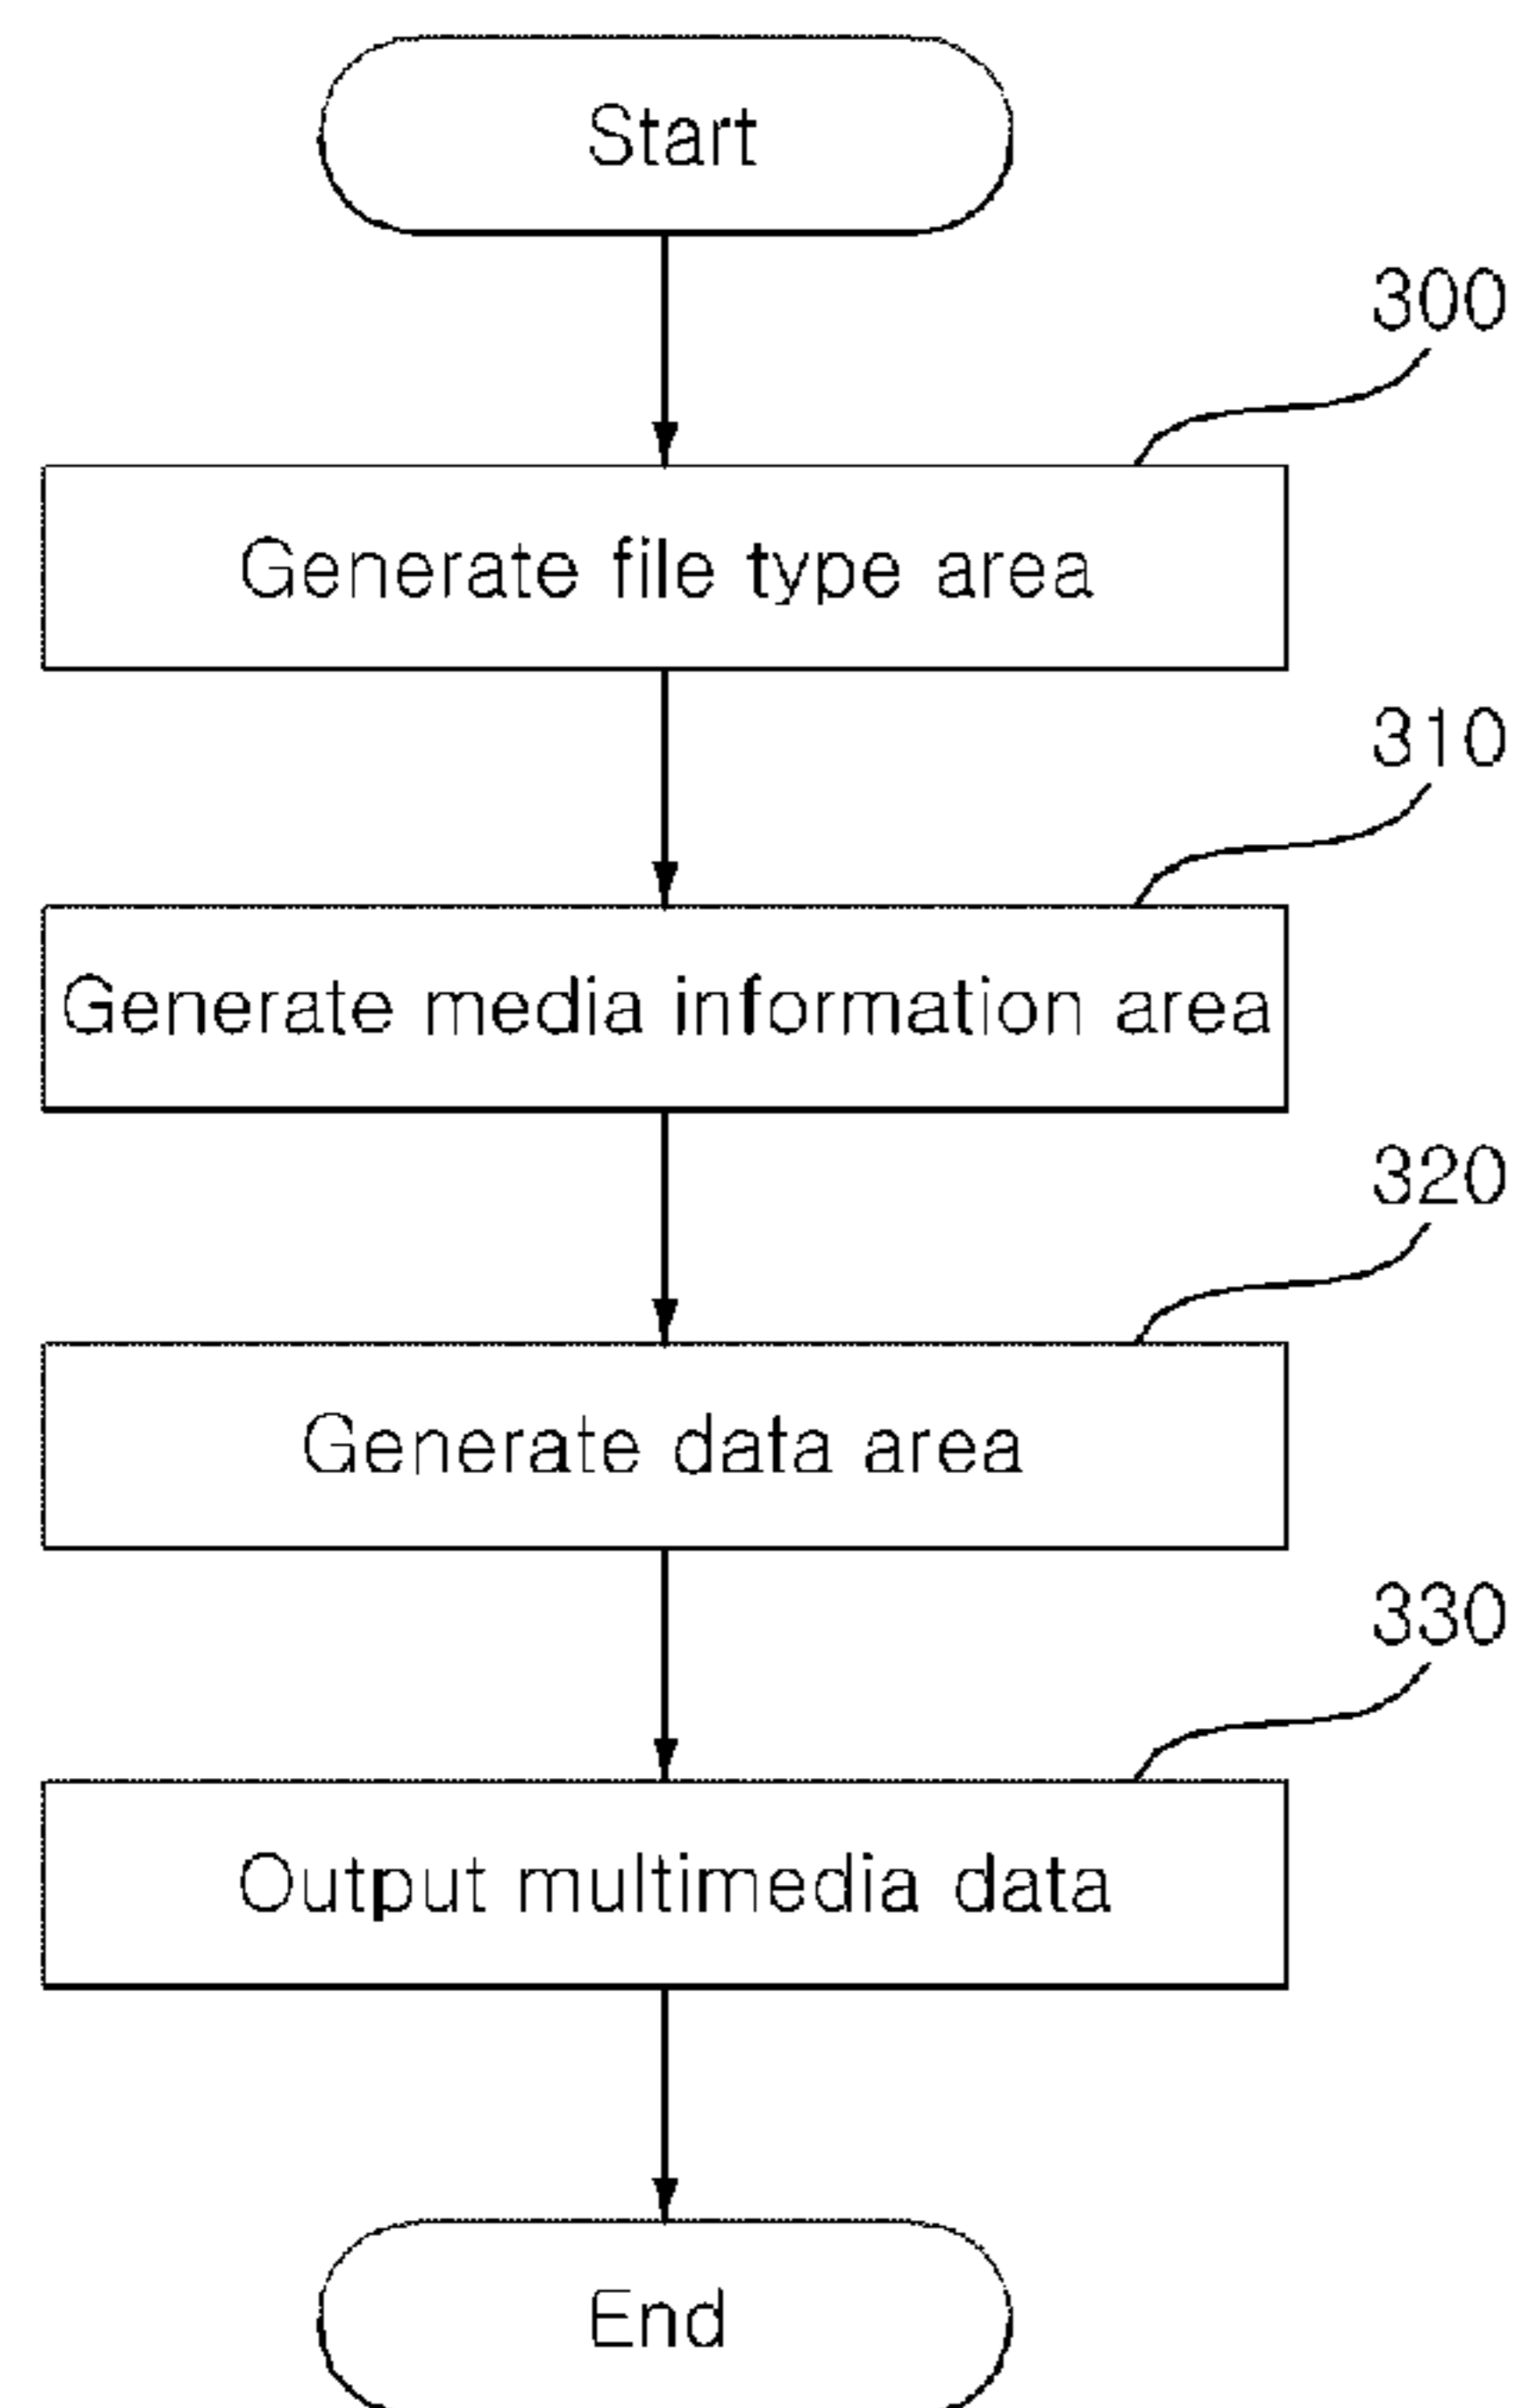 Start
300
Generate file type area
310
Generate media information area
320
Generate data area
330
Output multimedia data
End